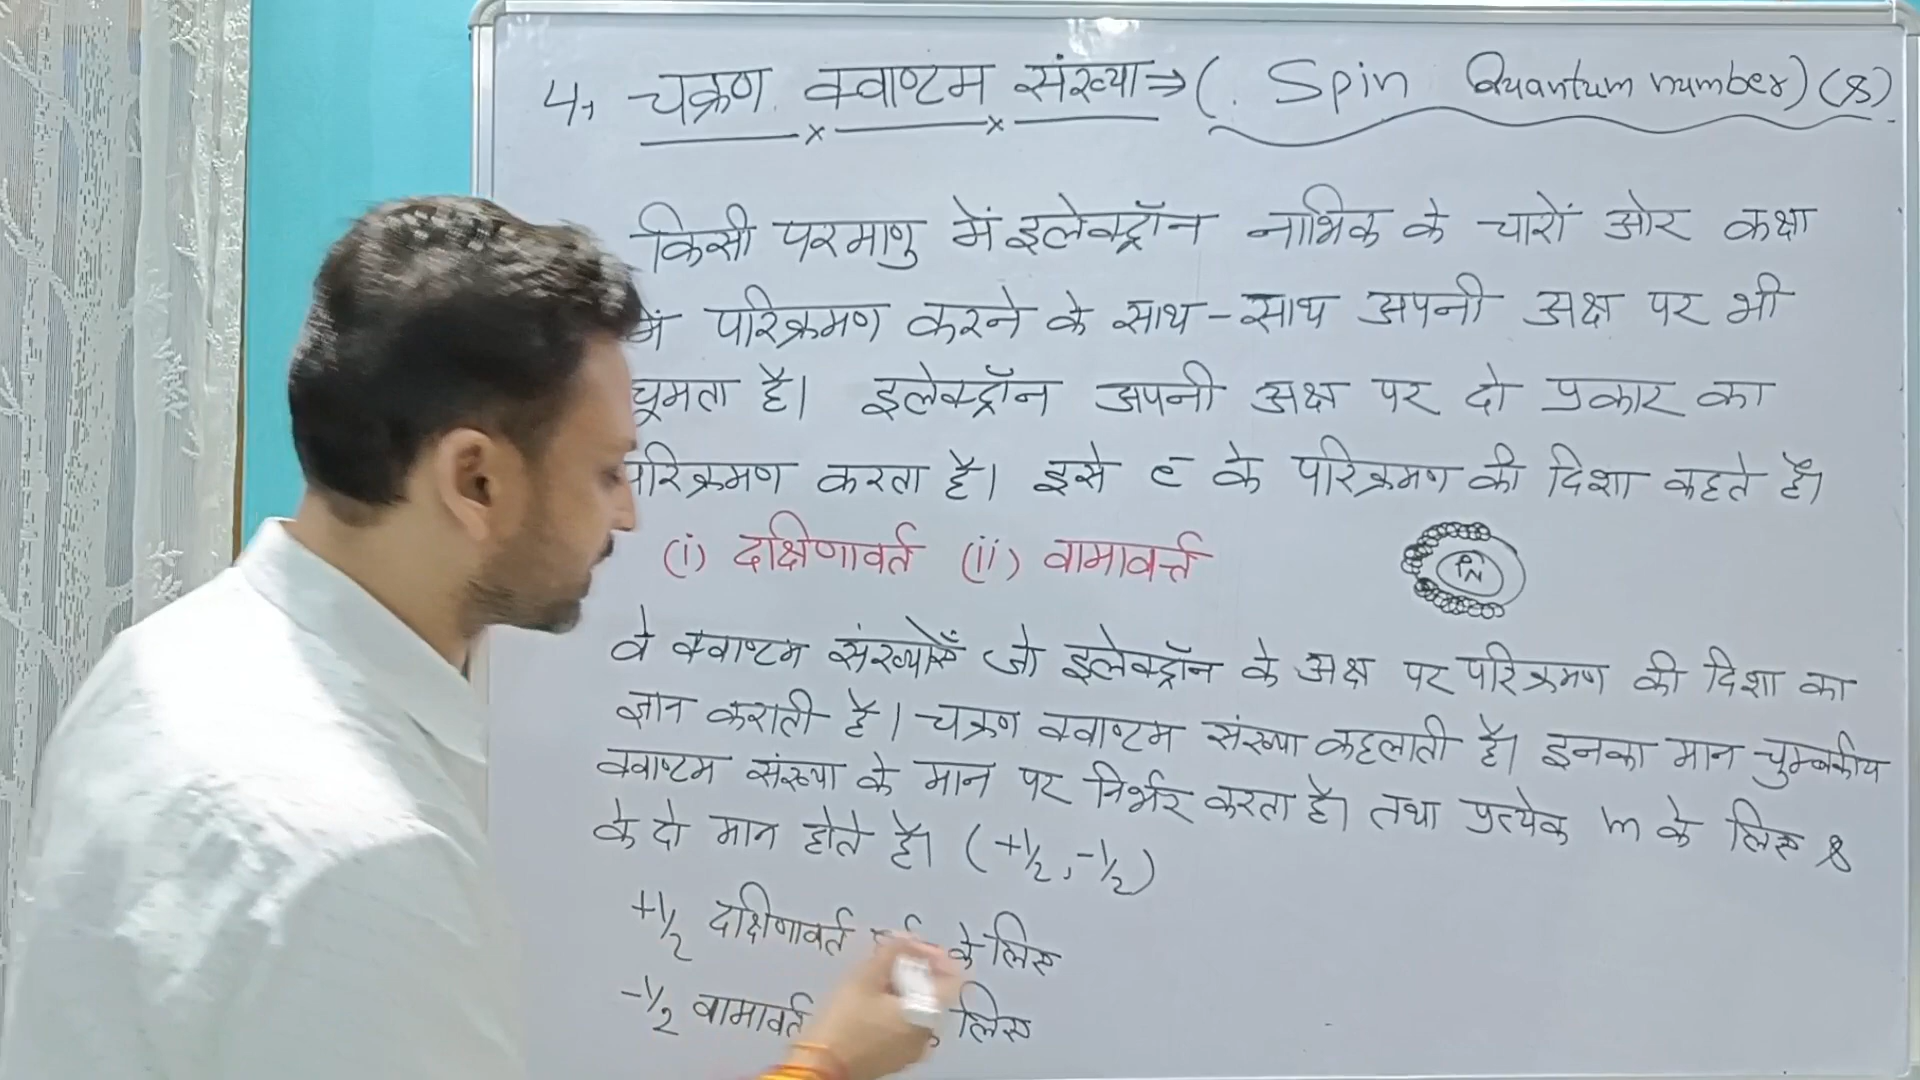 4, चक्रण क्वाण्टम संख्या → (Spin Quantum number) (s)
किसी परमाणु में इलेक्ट्रॉन नाभिक के चारों ओर कक्षा
में परिक्रमण करने के साथ-साथ अपनी अक्ष पर भी
घूमता है। इलेक्ट्रॉन अपनी अक्ष पर दो प्रकार का
परिक्रमण करता है। इसे e के परिक्रमण की दिशा कहते है।
(i) दक्षिणावर्त (ii) वामावर्त्त
PN
वे क्वाण्टम संख्याएँ जो इलेक्ट्रॉन के अक्ष पर परिक्रमण की दिशा का
ज्ञान कराती है। चक्रण क्वाण्टम संख्या कहलाती है। इनका मान चुम्बकीय
क्वाण्टम संख्या के मान पर निर्भर करता है। तथा प्रत्येक m के लिए s
के दो मान होते है। (+1/2, -1/2)
+1/2 दक्षिणावर्त के लिए
-1/2 वामावर्त लिए